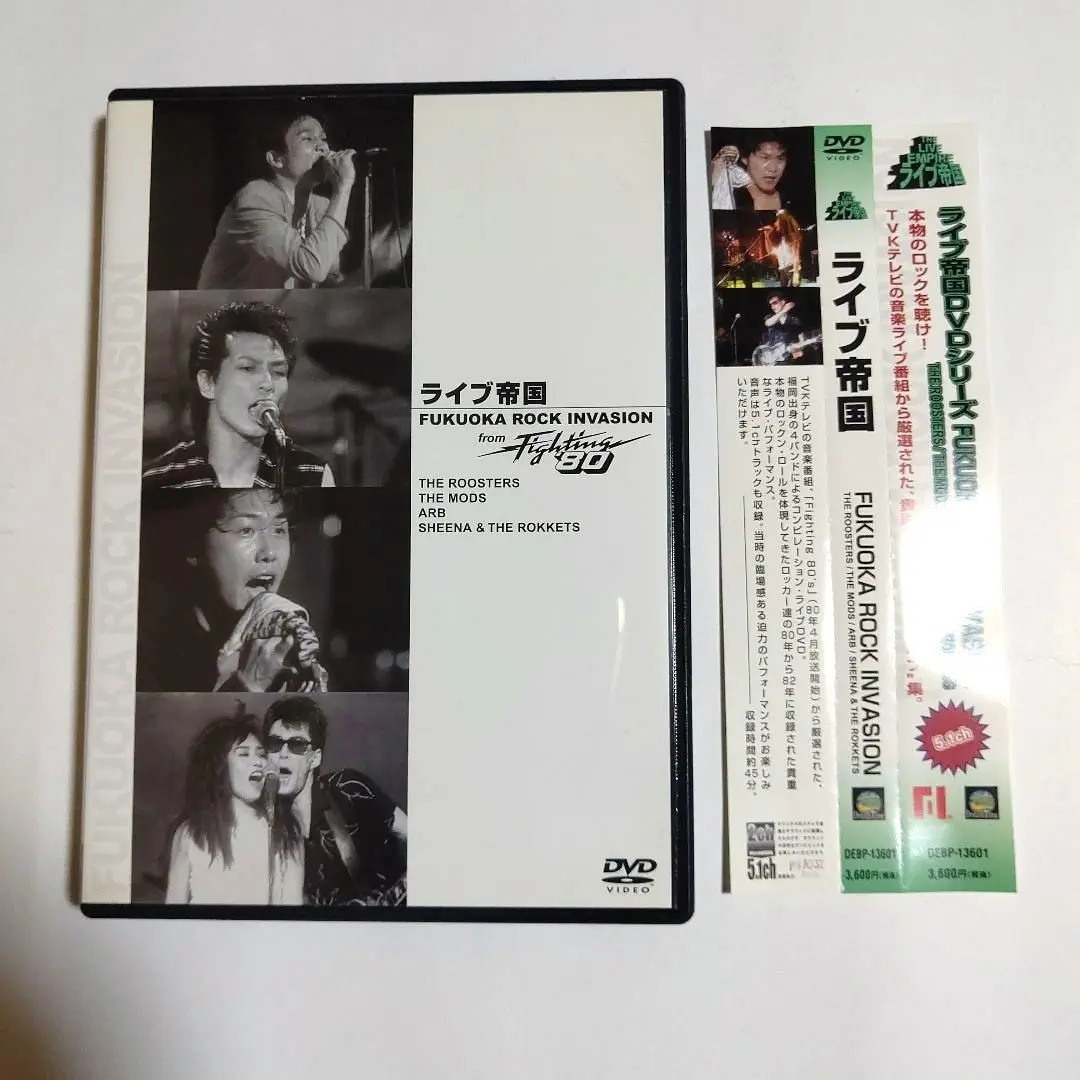 FUKUOKA ROCK INVASION
ライブ帝国
FUKUOKA ROCK INVASION
from Fighting 80
THE ROOSTERS
THE MODS
ARB
SHEENA & THE ROKKETS
DVD
VIDEO
TVKテレビの音楽番組、「Fighting 80's」(80年4月放送開始)から厳選された、
福岡出身の4バンドによるコンピレーション・ライブDVD。
本物のロックン・ロールを体現してきたロッカー達の80年から82年に収録された貴重
なライブ・パフォーマンス。
音声は5.1chトラックも収録。当時の臨場感ある迫力のパフォーマンスがお楽しみ
いただけます。
収録時間約45分。
2ch
5.1ch
DVD
VIDEO
THE LIVE EMPIRE
ライブ帝国
ライブ帝国
FUKUOKA ROCK INVASION
THE ROOSTERS / THE MODS / ARB / SHEENA & THE ROKKETS
DEBP-13601
3,600円(税抜)
THE
LIVE
EMPIRE
ライブ帝国
ライブ帝国DVDシリーズ FUKUO
THE ROOSTERS/THE MO
本物のロックを聴け!
TVKテレビの音楽ライブ番組から厳選された、
集。
5.1ch
DEBP-13601
3,600円(税抜)